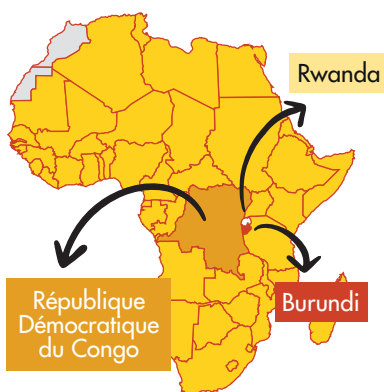 Rwanda
République
Démocratique
du Congo
Burundi